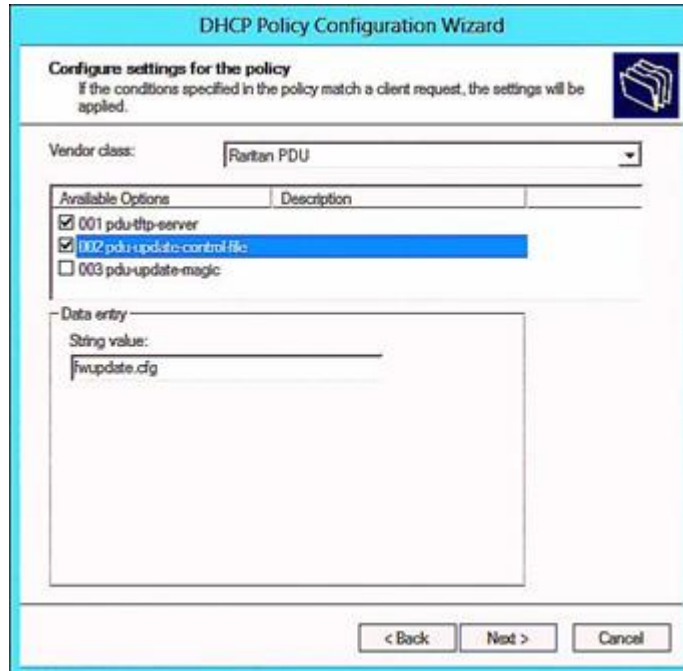 DHCP Policy Configuration Wizard
Configure settings for the policy
If the conditions specified in the policy match a client request, the settings will be
applied.
Vendor class:
Raritan PDU
Available Options Description
001 pdu-tftp-server
002 pdu-update-control-file
003 pdu-update-magic
Data entry
String value:
fwupdate.cfg
< Back Next > Cancel